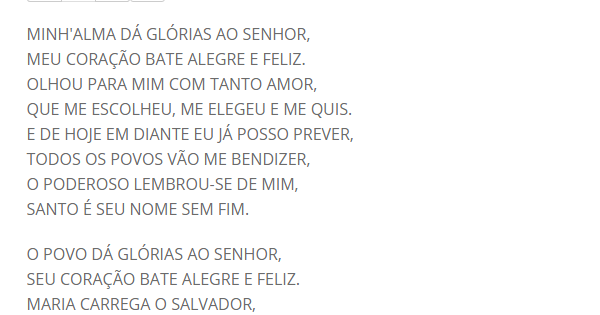 MINH'ALMA DÁ GLÓRIAS AO SENHOR,
MEU CORAÇÃO BATE ALEGRE E FELIZ.
OLHOU PARA MIM COM TANTO AMOR,
QUE ME ESCOLHEU, ME ELEGEU E ME QUIS.
E DE HOJE EM DIANTE EU JÁ POSSO PREVER,
TODOS OS POVOS VÃO ME BENDIZER,
O PODEROSO LEMBROU-SE DE MIM,
SANTO É SEU NOME SEM FIM.
O POVO DÁ GLÓRIAS AO SENHOR,
SEU CORAÇÃO BATE ALEGRE E FELIZ.
MARIA CARREGA O SALVADOR,